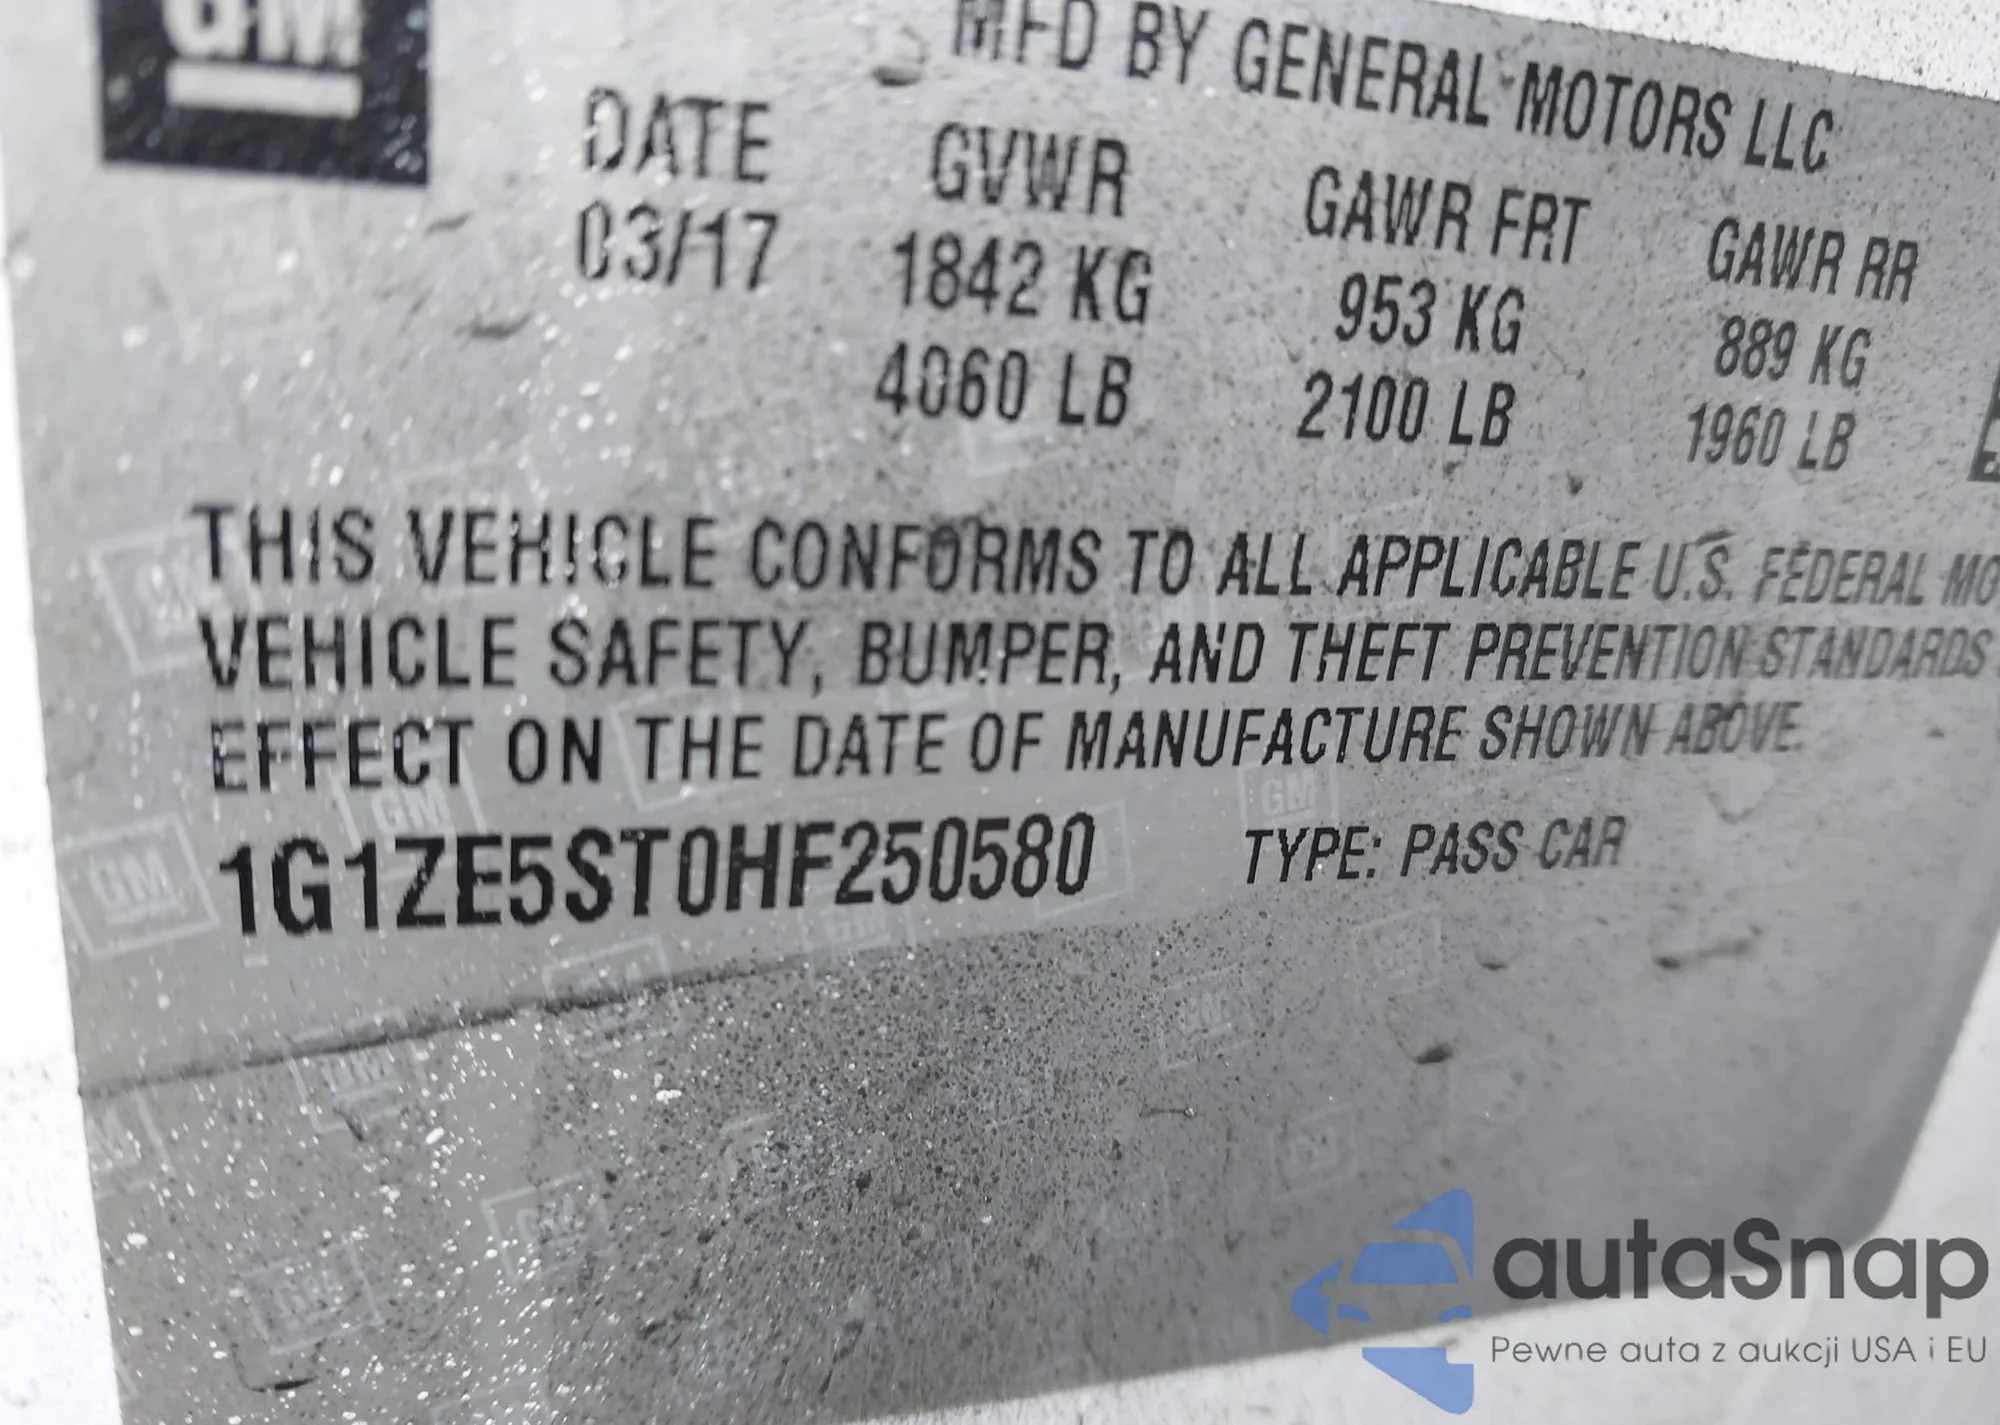 GM
MFD BY GENERAL MOTORS LLC
DATE GVWR GAWR FRT GAWR RR
03/17 1842 KG 953 KG 889 KG
4060 LB 2100 LB 1960 LB
THIS VEHICLE CONFORMS TO ALL APPLICABLE U.S. FEDERAL MO
VEHICLE SAFETY, BUMPER, AND THEFT PREVENTION STANDARDS
EFFECT ON THE DATE OF MANUFACTURE SHOWN ABOVE.
1G1ZE5ST0HF250580 TYPE: PASS CAR
autaSnap
Pewne auta z aukcji USA i EU